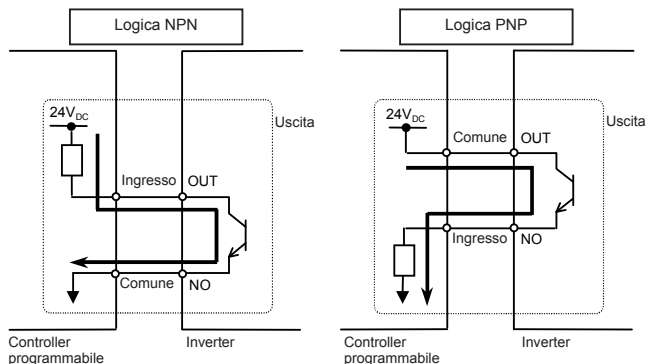 Logica NPN
24VDC
Uscita
Ingresso OUT
Comune NO
Controller
programmabile
Inverter
Logica PNP
24VDC
Uscita
Comune OUT
Ingresso NO
Controller
programmabile
Inverter